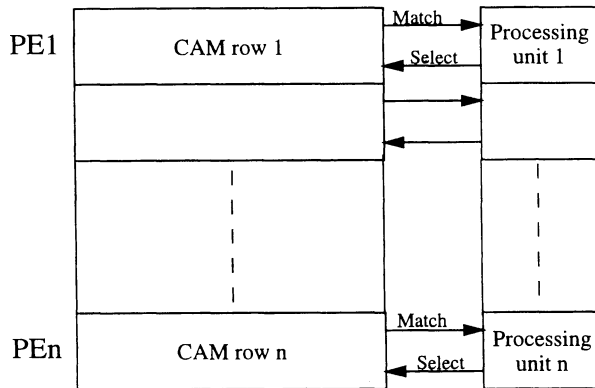 PE1
CAM row 1
Match
Select
Processing
unit 1
PEn
CAM row n
Match
Select
Processing
unit n